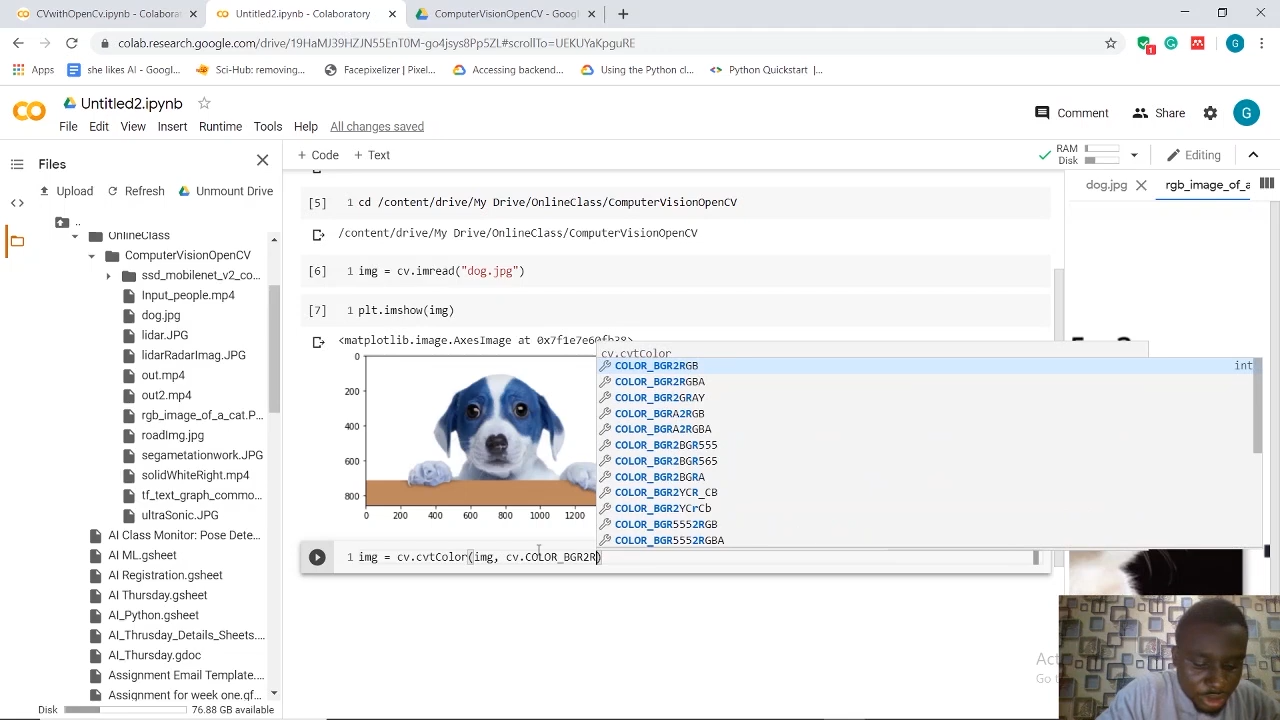 CVwithOpenCv.ipynb - Colaborat
Untitled2.ipynb - Colaboratory
ComputerVisionOpenCV - Googl
colab.research.google.com/drive/19HaMJ39HZJN55EnT0M-go4jsys8Pp5ZM#scrollTo=UEKUYaKpguRE
Apps
she likes AI - Googl...
Sci-Hub: removing...
Facepixelizer | Pixel...
Accessing backend...
Using the Python cl...
Python Quickstart |...
Untitled2.ipynb
File Edit View Insert Runtime Tools Help All changes saved
Comment
Share
G
Files
Upload Refresh Unmount Drive
+ Code + Text
RAM
Disk
Editing
dog.jpg
rgb_image_of_a
..
OnlineClass
ComputerVisionOpenCV
ssd_mobilenet_v2_co...
Input_people.mp4
dog.jpg
lidar.JPG
lidarRadarImag.JPG
out.mp4
out2.mp4
rgb_image_of_a_cat.P...
roadImg.jpg
segametationwork.JPG
solidWhiteRight.mp4
tf_text_graph_commo...
ultraSonic.JPG
AI Class Monitor: Pose Dete...
AI ML.gsheet
AI Registration.gsheet
AI Thursday.gsheet
AI_Python.gsheet
AI_Thrusday_Details_Sheets....
AI_Thursday.gdoc
Assignment Email Template....
Assignment for week one.gf...
Disk 76.88 GB available
[5] 1 cd /content/drive/My Drive/OnlineClass/ComputerVisionOpenCV
/content/drive/My Drive/OnlineClass/ComputerVisionOpenCV
[6] 1 img = cv.imread("dog.jpg")
[7] 1 plt.imshow(img)
<matplotlib.image.AxesImage at 0x7f1e7e60fb38>
0
200
400
600
800
0 200 400 600 800 1000 1200
cv.cvtColor
COLOR_BGR2RGB int
COLOR_BGR2RGBA
COLOR_BGR2GRAY
COLOR_BGRA2RGB
COLOR_BGRA2RGBA
COLOR_BGR2BGR555
COLOR_BGR2BGR565
COLOR_BGR2BGRA
COLOR_BGR2YCR_CB
COLOR_BGR2YCrCb
COLOR_BGR5552RGB
COLOR_BGR5552RGBA
1 img = cv.cvtColor(img, cv.COLOR_BGR2R)
Act
Go t